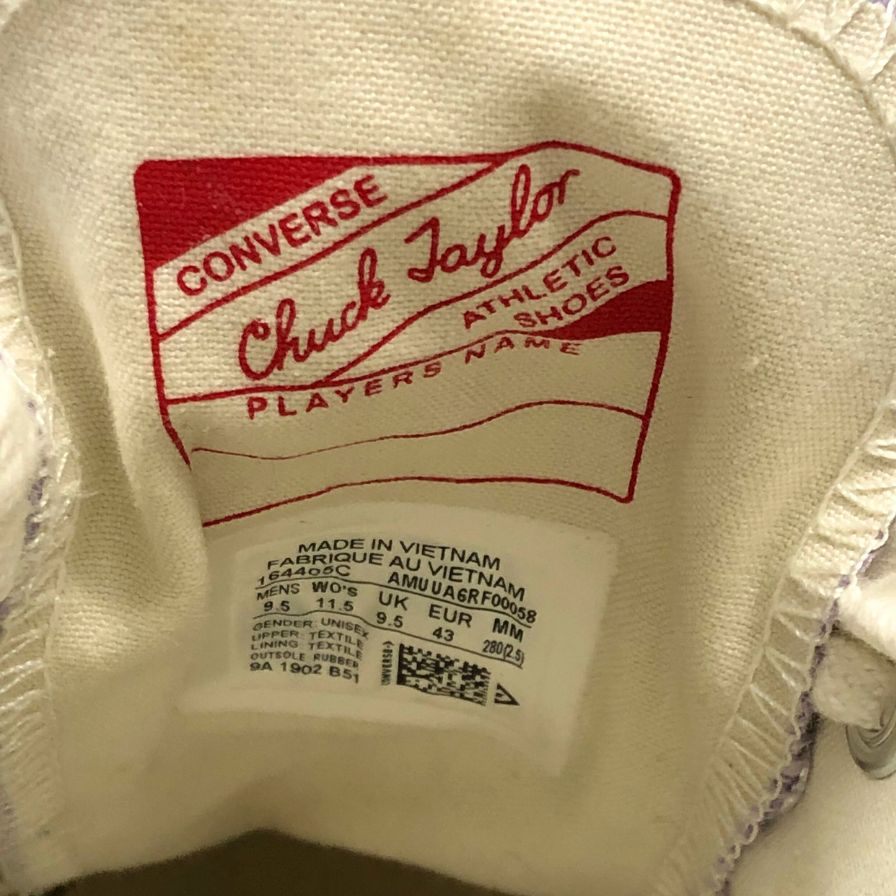 CONVERSE
Chuck Taylor
ATHLETIC
SHOES
PLAYERS NAME
MADE IN VIETNAM
FABRIQUE AU VIETNAM
164405C AMUUA6RF00058
MENS WO's UK EUR MM
9.5 11.5 9.5 43 280(2.5)
GENDER: UNISEX
UPPER: TEXTILE
LINING TEXTILE
OUTSOLE RUBBER
9A 1902 B51
CONVERSE